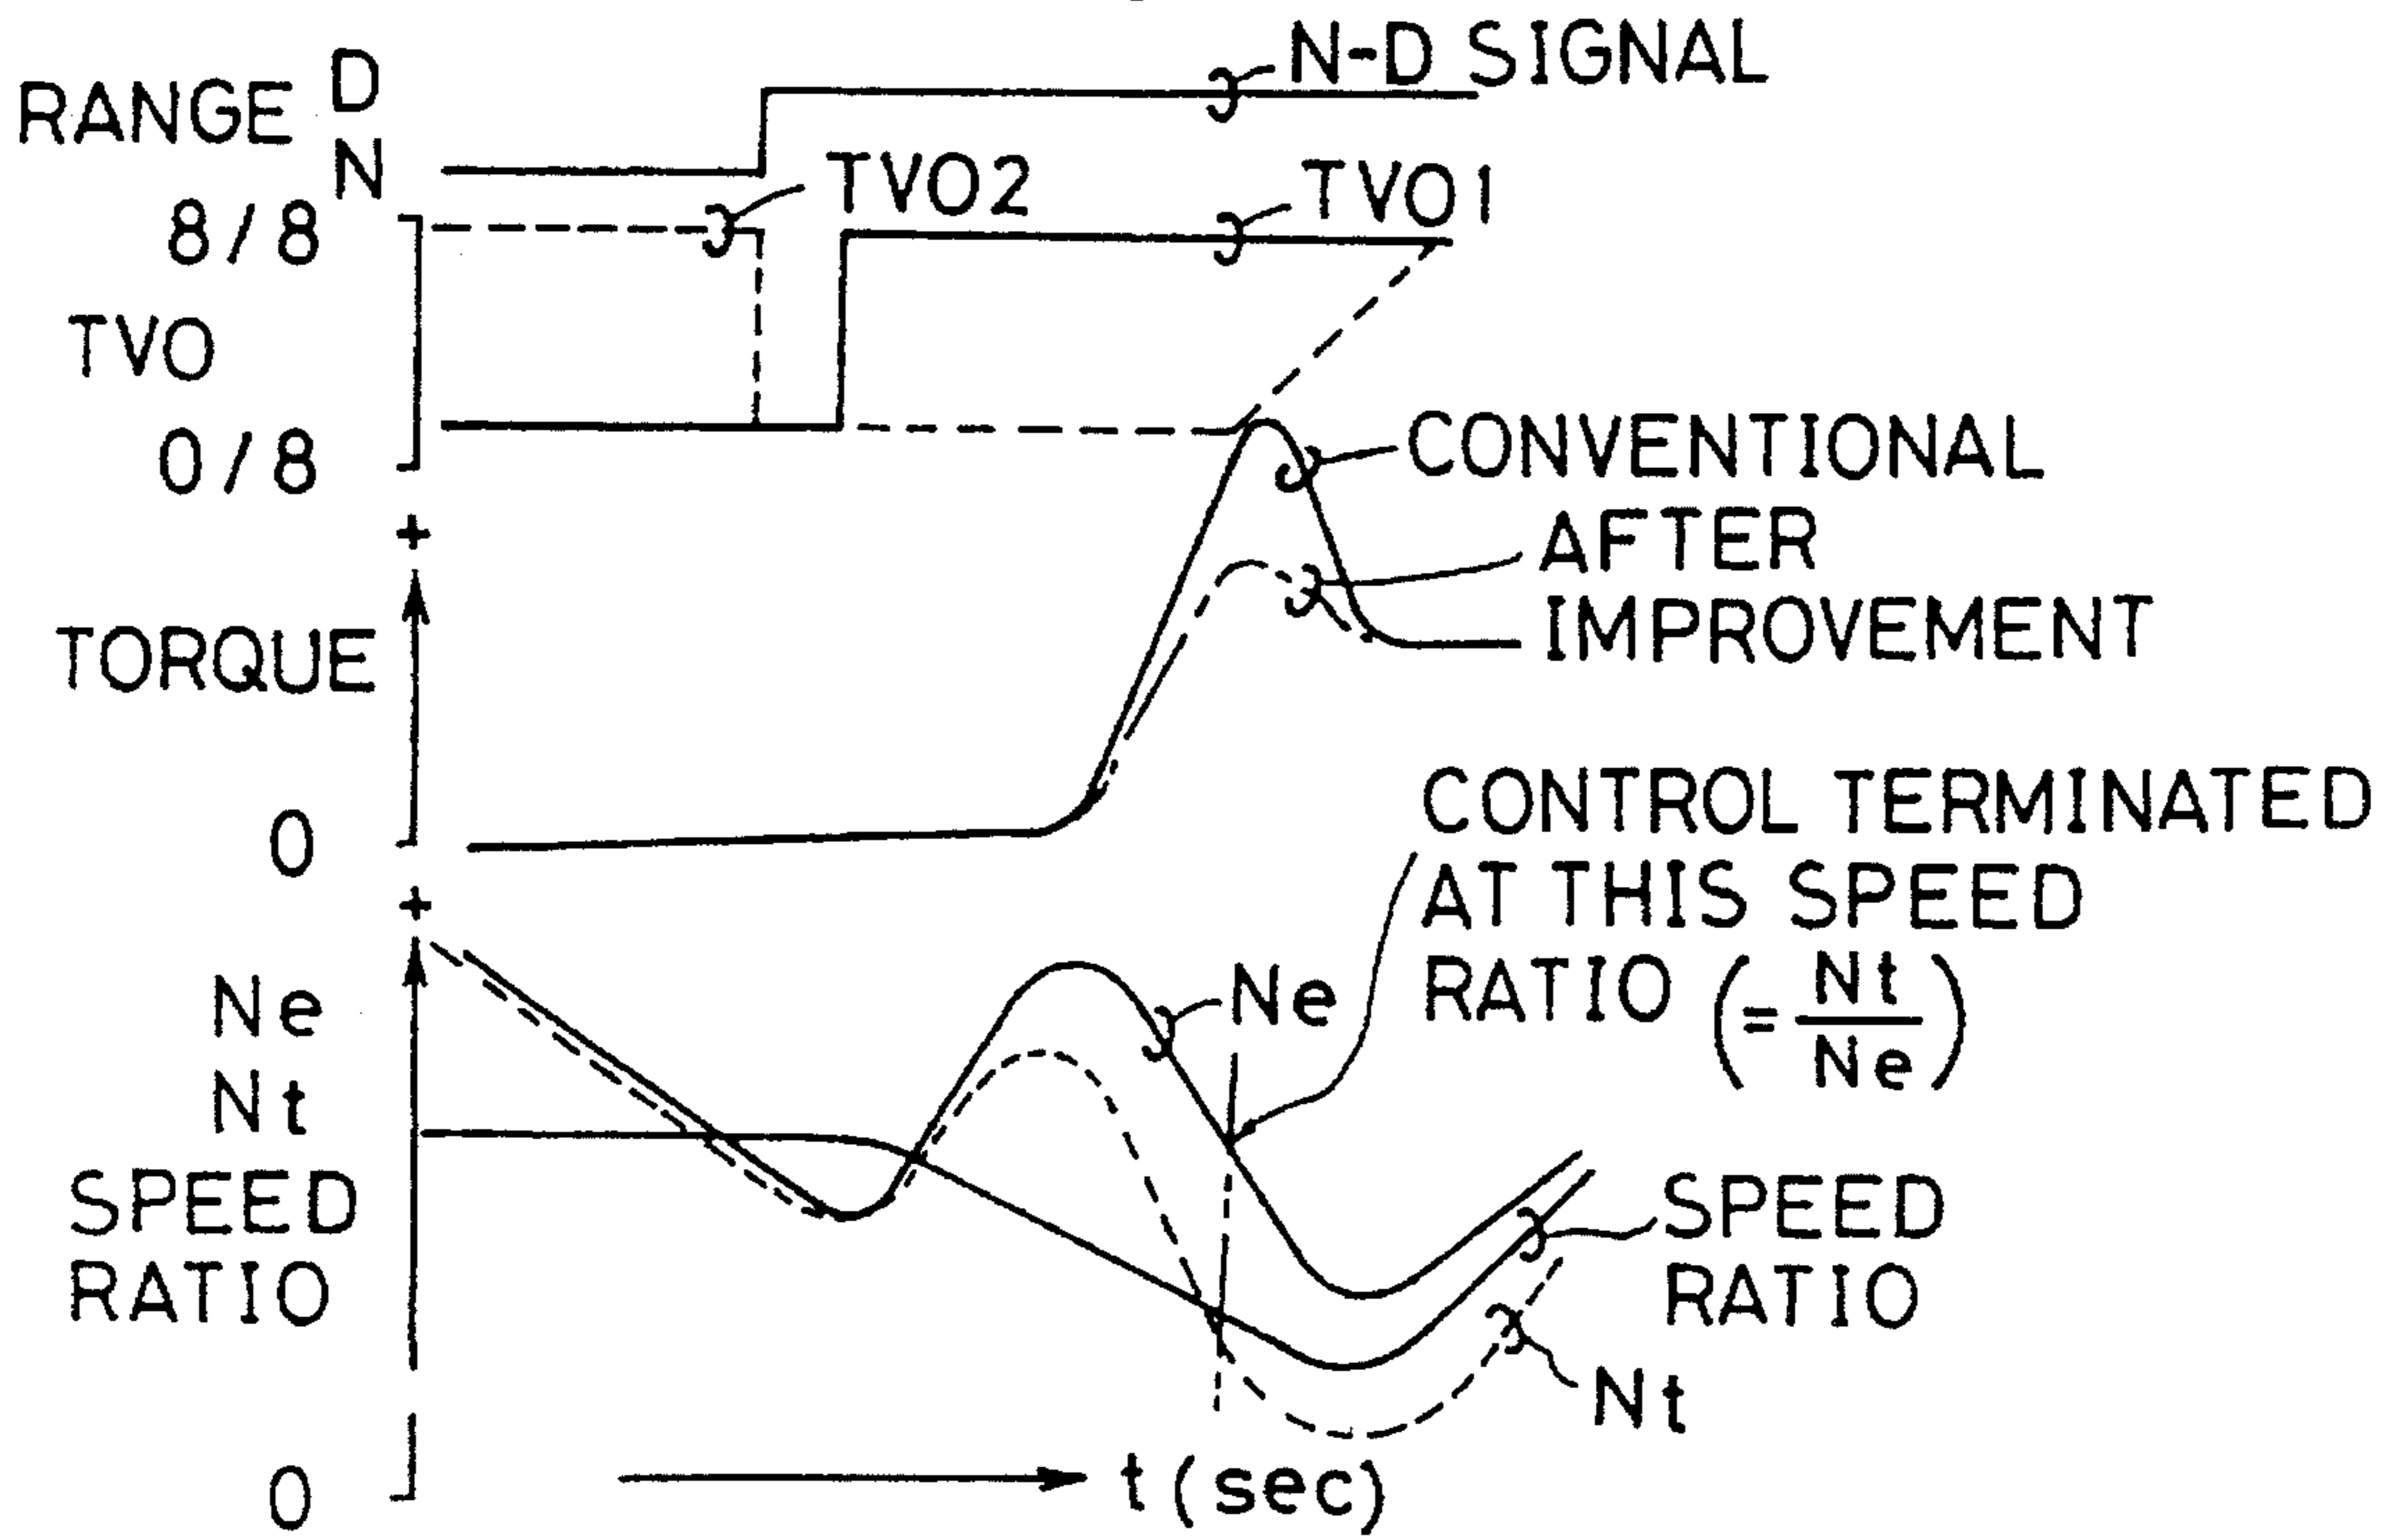 N-D SIGNAL
RANGE D
N
TVO2
TVO1
8/8
TVO
0/8
CONVENTIONAL
AFTER
IMPROVEMENT
+
TORQUE
0
CONTROL TERMINATED
AT THIS SPEED
RATIO (= Nt/Ne)
+
Ne
Nt
SPEED
RATIO
Ne
SPEED
RATIO
Nt
0
t (sec)